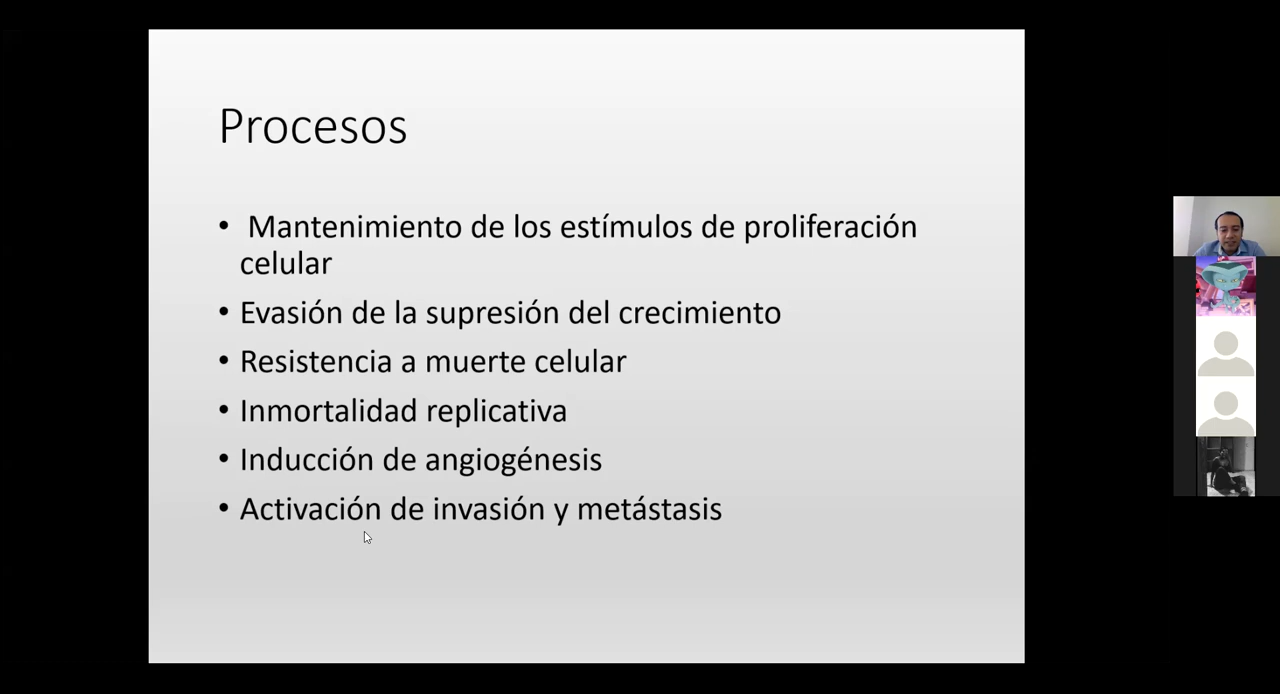 Procesos
• Mantenimiento de los estímulos de proliferación
celular
• Evasión de la supresión del crecimiento
• Resistencia a muerte celular
• Inmortalidad replicativa
• Inducción de angiogénesis
• Activación de invasión y metástasis